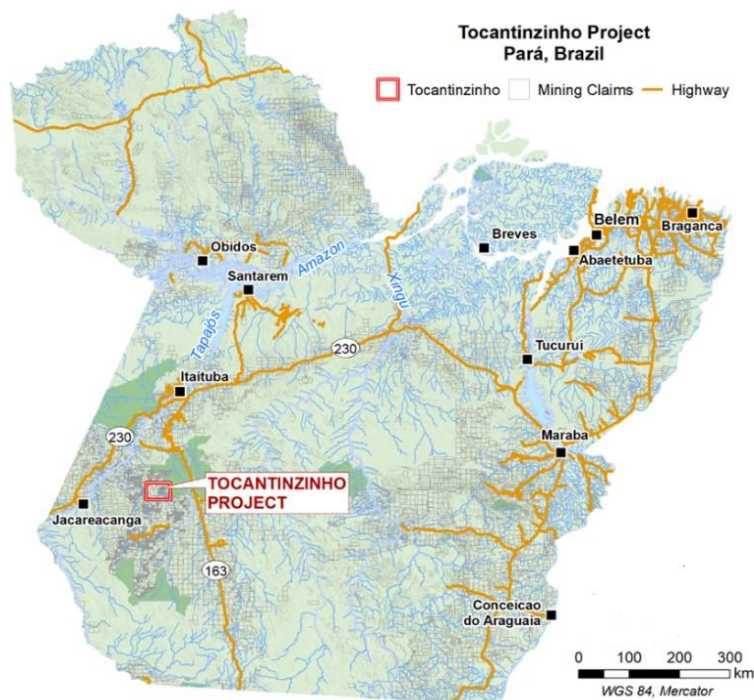 Tocantinzinho Project
Pará, Brazil
Tocantinzinho
Mining Claims
Highway
Obidos
Santarem
Amazon
Tapajós
Xingu
Breves
Belem
Braganca
Abaetetuba
230
Tucurui
Itaituba
230
Maraba
TOCANTINZINHO
PROJECT
Jacareacanga
163
Conceicao
do Araguaia
0 100 200 300
km
WGS 84, Mercator